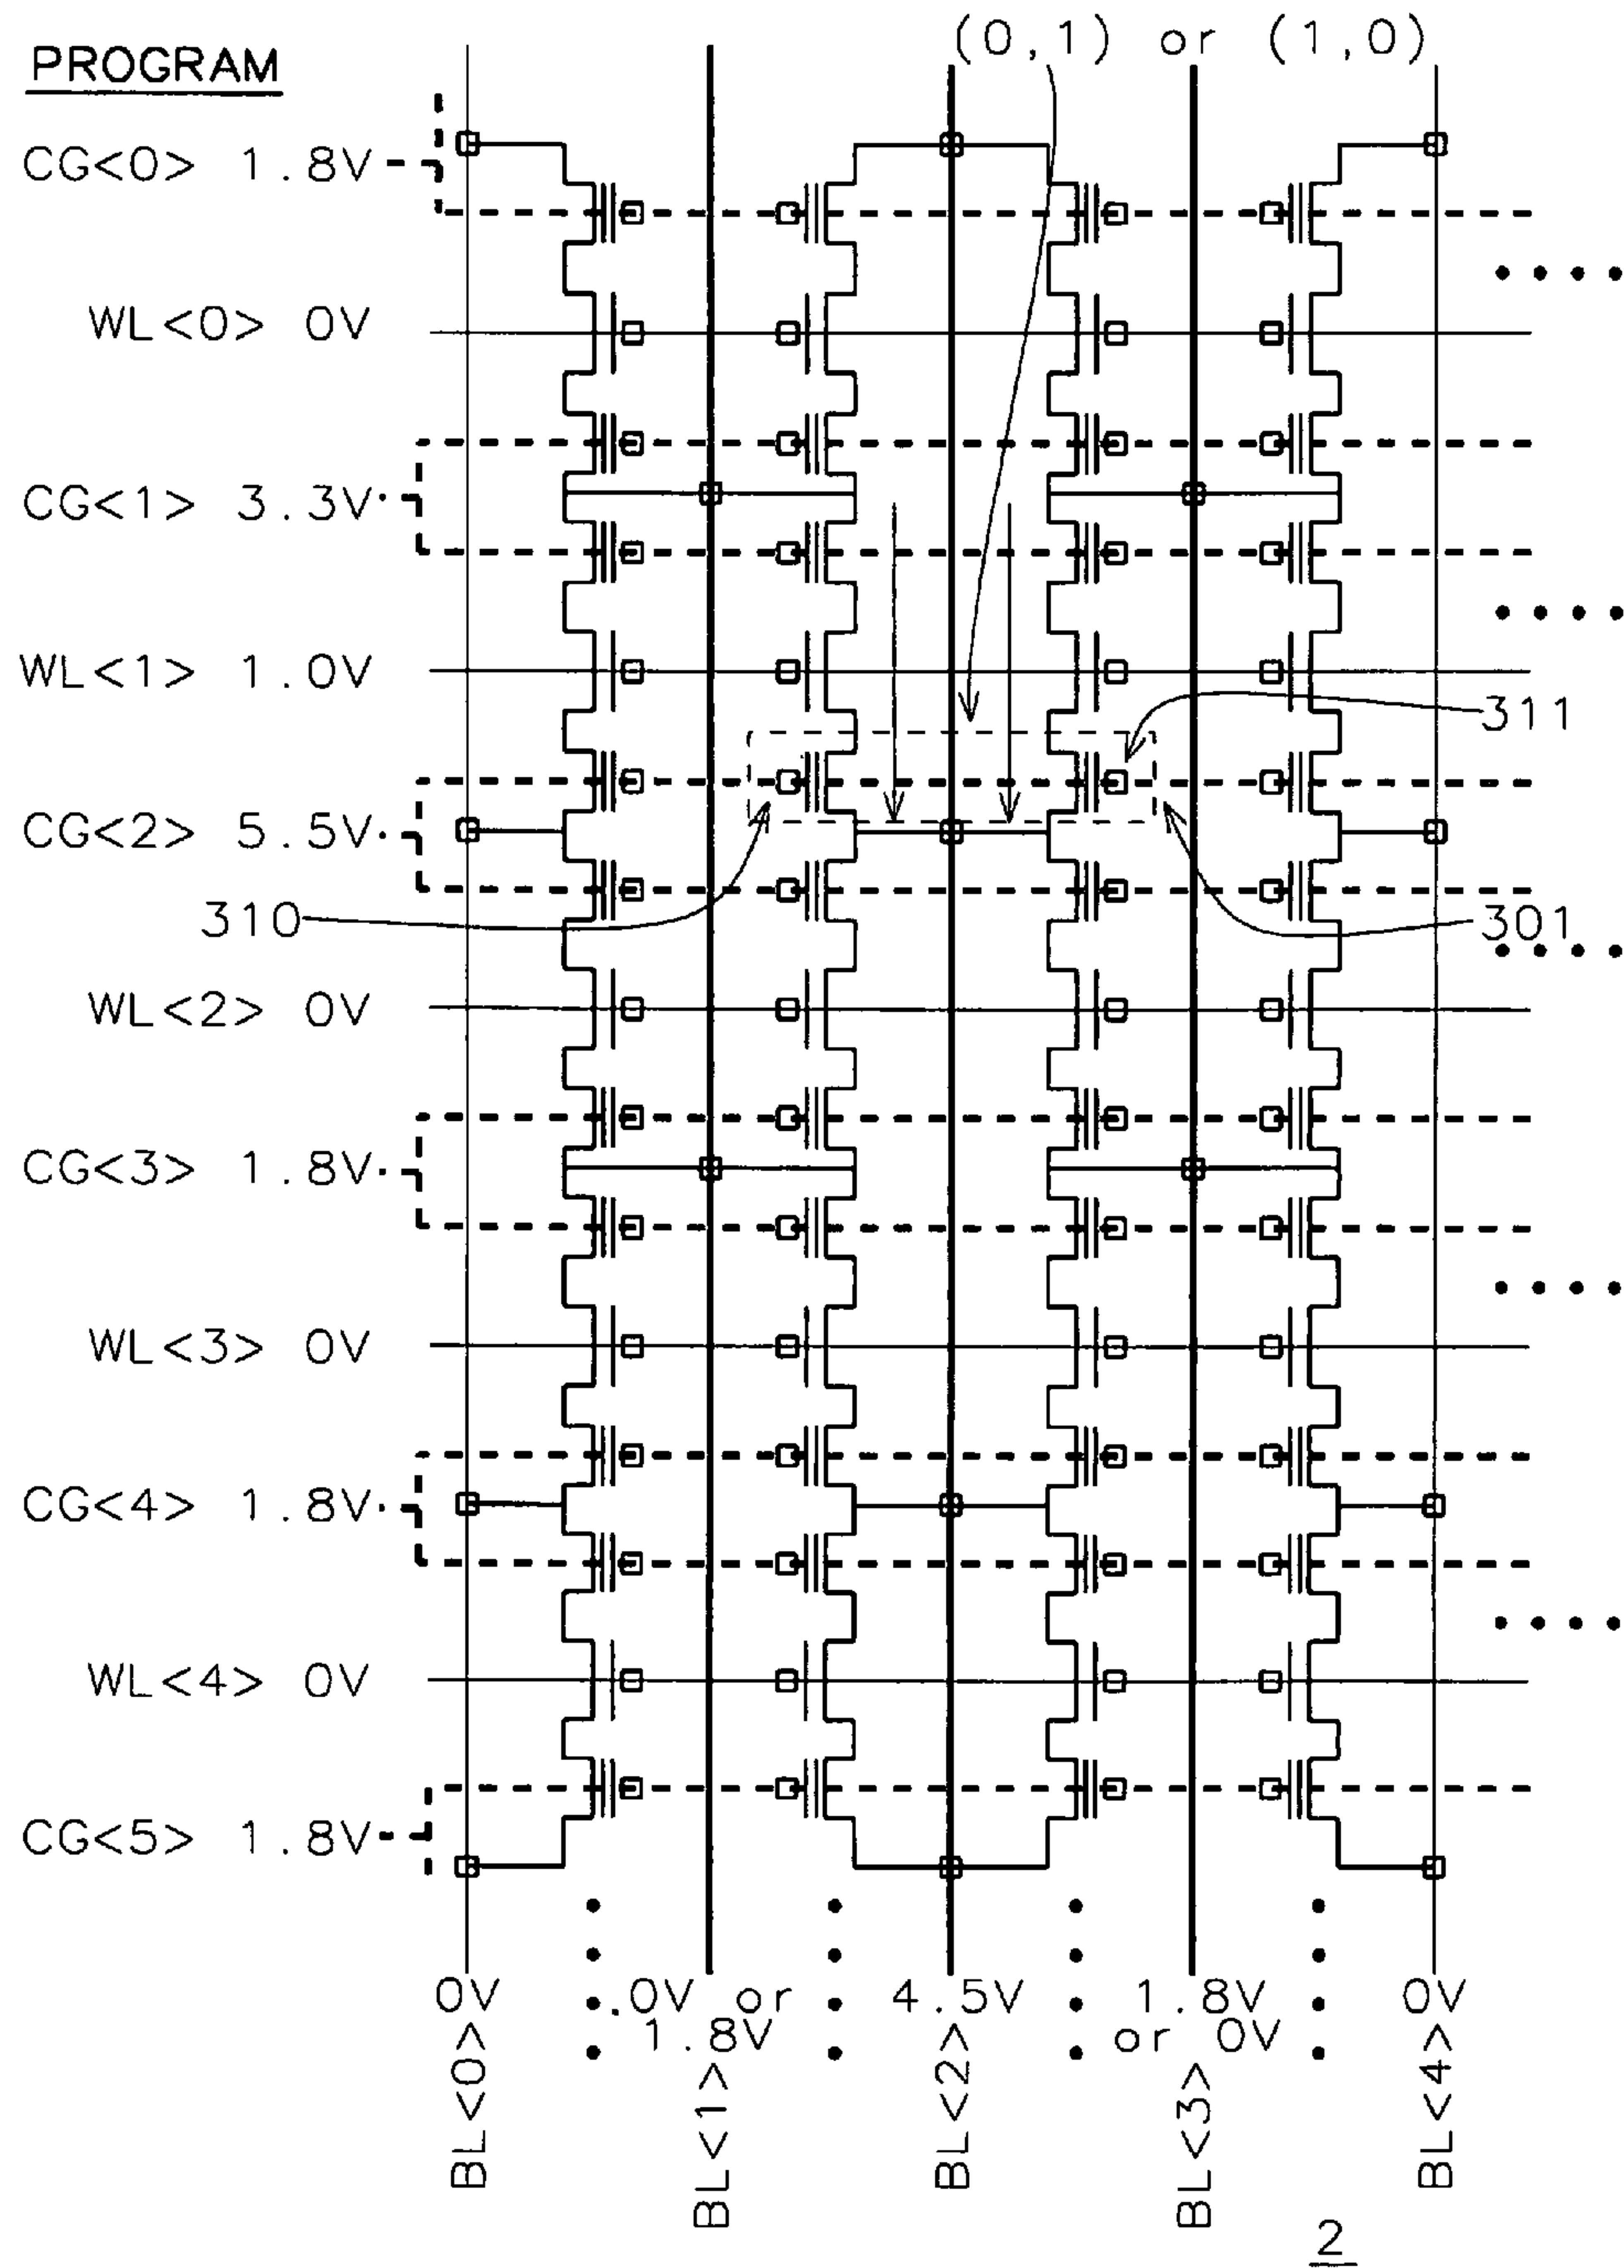 PROGRAM
(0,1) or (1,0)
CG<0> 1.8V
WL<0> 0V
CG<1> 3.3V
WL<1> 1.0V
311
CG<2> 5.5V
310
301
WL<2> 0V
CG<3> 1.8V
WL<3> 0V
CG<4> 1.8V
WL<4> 0V
CG<5> 1.8V
0V
.0V or
1.8V
4.5V
1.8V
or 0V
0V
BL<0>
BL<1>
BL<2>
BL<3>
BL<4>
2